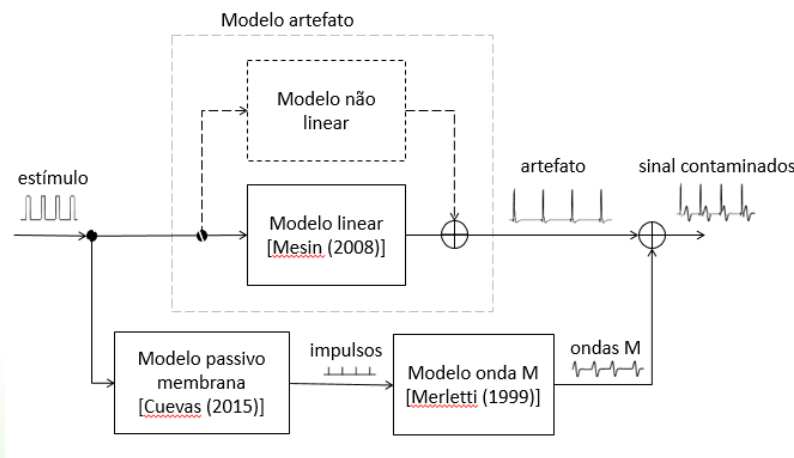 Modelo artefato
Modelo não
linear
estímulo
artefato
sinal contaminados
Modelo linear
[Mesin (2008)]
Modelo passivo
membrana
[Cuevas (2015)]
impulsos
Modelo onda M
[Merletti (1999)]
ondas M